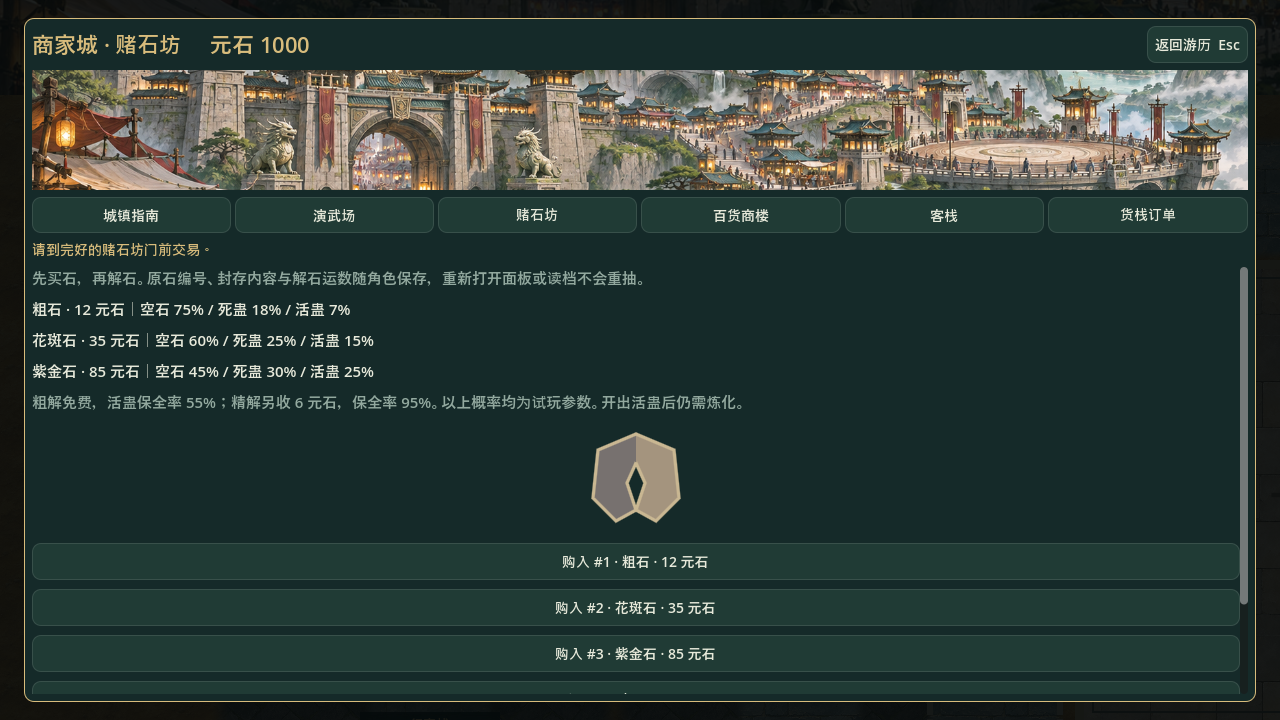 商家城 · 赌石坊 元石 1000
返回游历 Esc
城镇指南 演武场 赌石坊 百货商楼 客栈 货栈订单
请到完好的赌石坊门前交易。
先买石，再解石。原石编号、封存内容与解石运数随角色保存，重新打开面板或读档不会重抽。
粗石 · 12 元石｜空石 75% / 死蛊 18% / 活蛊 7%
花斑石 · 35 元石｜空石 60% / 死蛊 25% / 活蛊 15%
紫金石 · 85 元石｜空石 45% / 死蛊 30% / 活蛊 25%
粗解免费，活蛊保全率 55%；精解另收 6 元石，保全率 95%。以上概率均为试玩参数。开出活蛊后仍需炼化。
购入 #1 · 粗石 · 12 元石
购入 #2 · 花斑石 · 35 元石
购入 #3 · 紫金石 · 85 元石